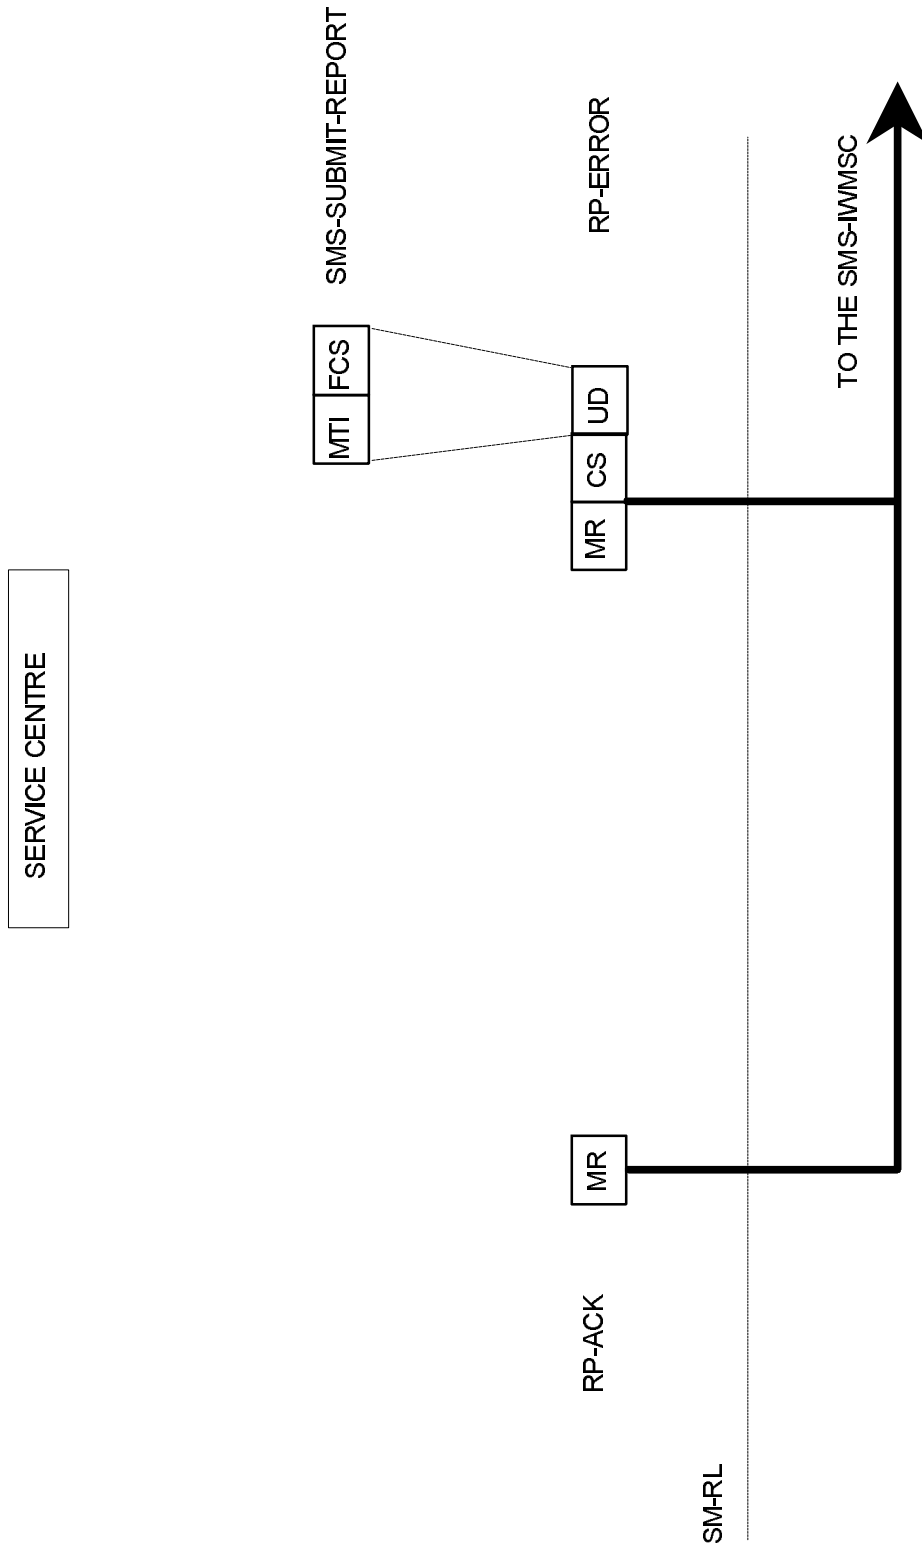 SERVICE CENTRE
SMS-SUBMIT-REPORT
MTI FCS
RP-ACK
MR
MR CS UD
RP-ERROR
SM-RL
TO THE SMS-IWMSC